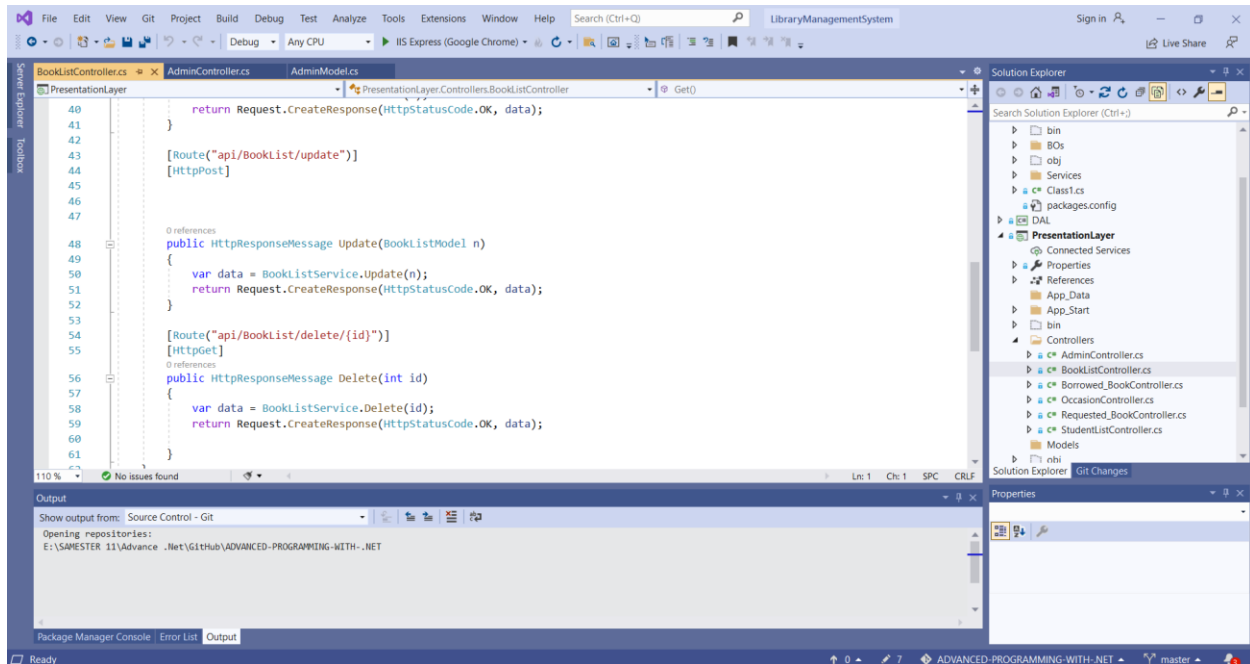 File Edit View Git Project Build Debug Test Analyze Tools Extensions Window Help Search (Ctrl+Q) LibraryManagementSystem Sign in
Debug Any CPU IIS Express (Google Chrome) Live Share
Server Explorer
Toolbox
BookListController.cs AdminController.cs AdminModel.cs
PresentationLayer PresentationLayer.Controllers.BookListController Get()
40 return Request.CreateResponse(HttpStatusCode.OK, data);
41 }
42
43 [Route("api/BookList/update")]
44 [HttpPost]
45
46
47
0 references
48 public HttpResponseMessage Update(BookListModel n)
49 {
50 var data = BookListService.Update(n);
51 return Request.CreateResponse(HttpStatusCode.OK, data);
52 }
53
54 [Route("api/BookList/delete/{id}")]
55 [HttpGet]
0 references
56 public HttpResponseMessage Delete(int id)
57 {
58 var data = BookListService.Delete(id);
59 return Request.CreateResponse(HttpStatusCode.OK, data);
60
61 }
110 % No issues found Ln: 1 Ch: 1 SPC CRLF
Solution Explorer
Search Solution Explorer (Ctrl+;)
bin
BOs
obj
Services
C# Class1.cs
packages.config
C# DAL
PresentationLayer
Connected Services
Properties
References
App_Data
App_Start
bin
Controllers
C# AdminController.cs
C# BookListController.cs
C# Borrowed_BookController.cs
C# OccasionController.cs
C# Requested_BookController.cs
C# StudentListController.cs
Models
obj
Solution Explorer Git Changes
Output
Show output from: Source Control - Git
Opening repositories:
E:\SAMESTER 11\Advance .Net\GitHub\ADVANCED-PROGRAMMING-WITH-.NET
Properties
Package Manager Console Error List Output
Ready 0 7 ADVANCED-PROGRAMMING-WITH-.NET master